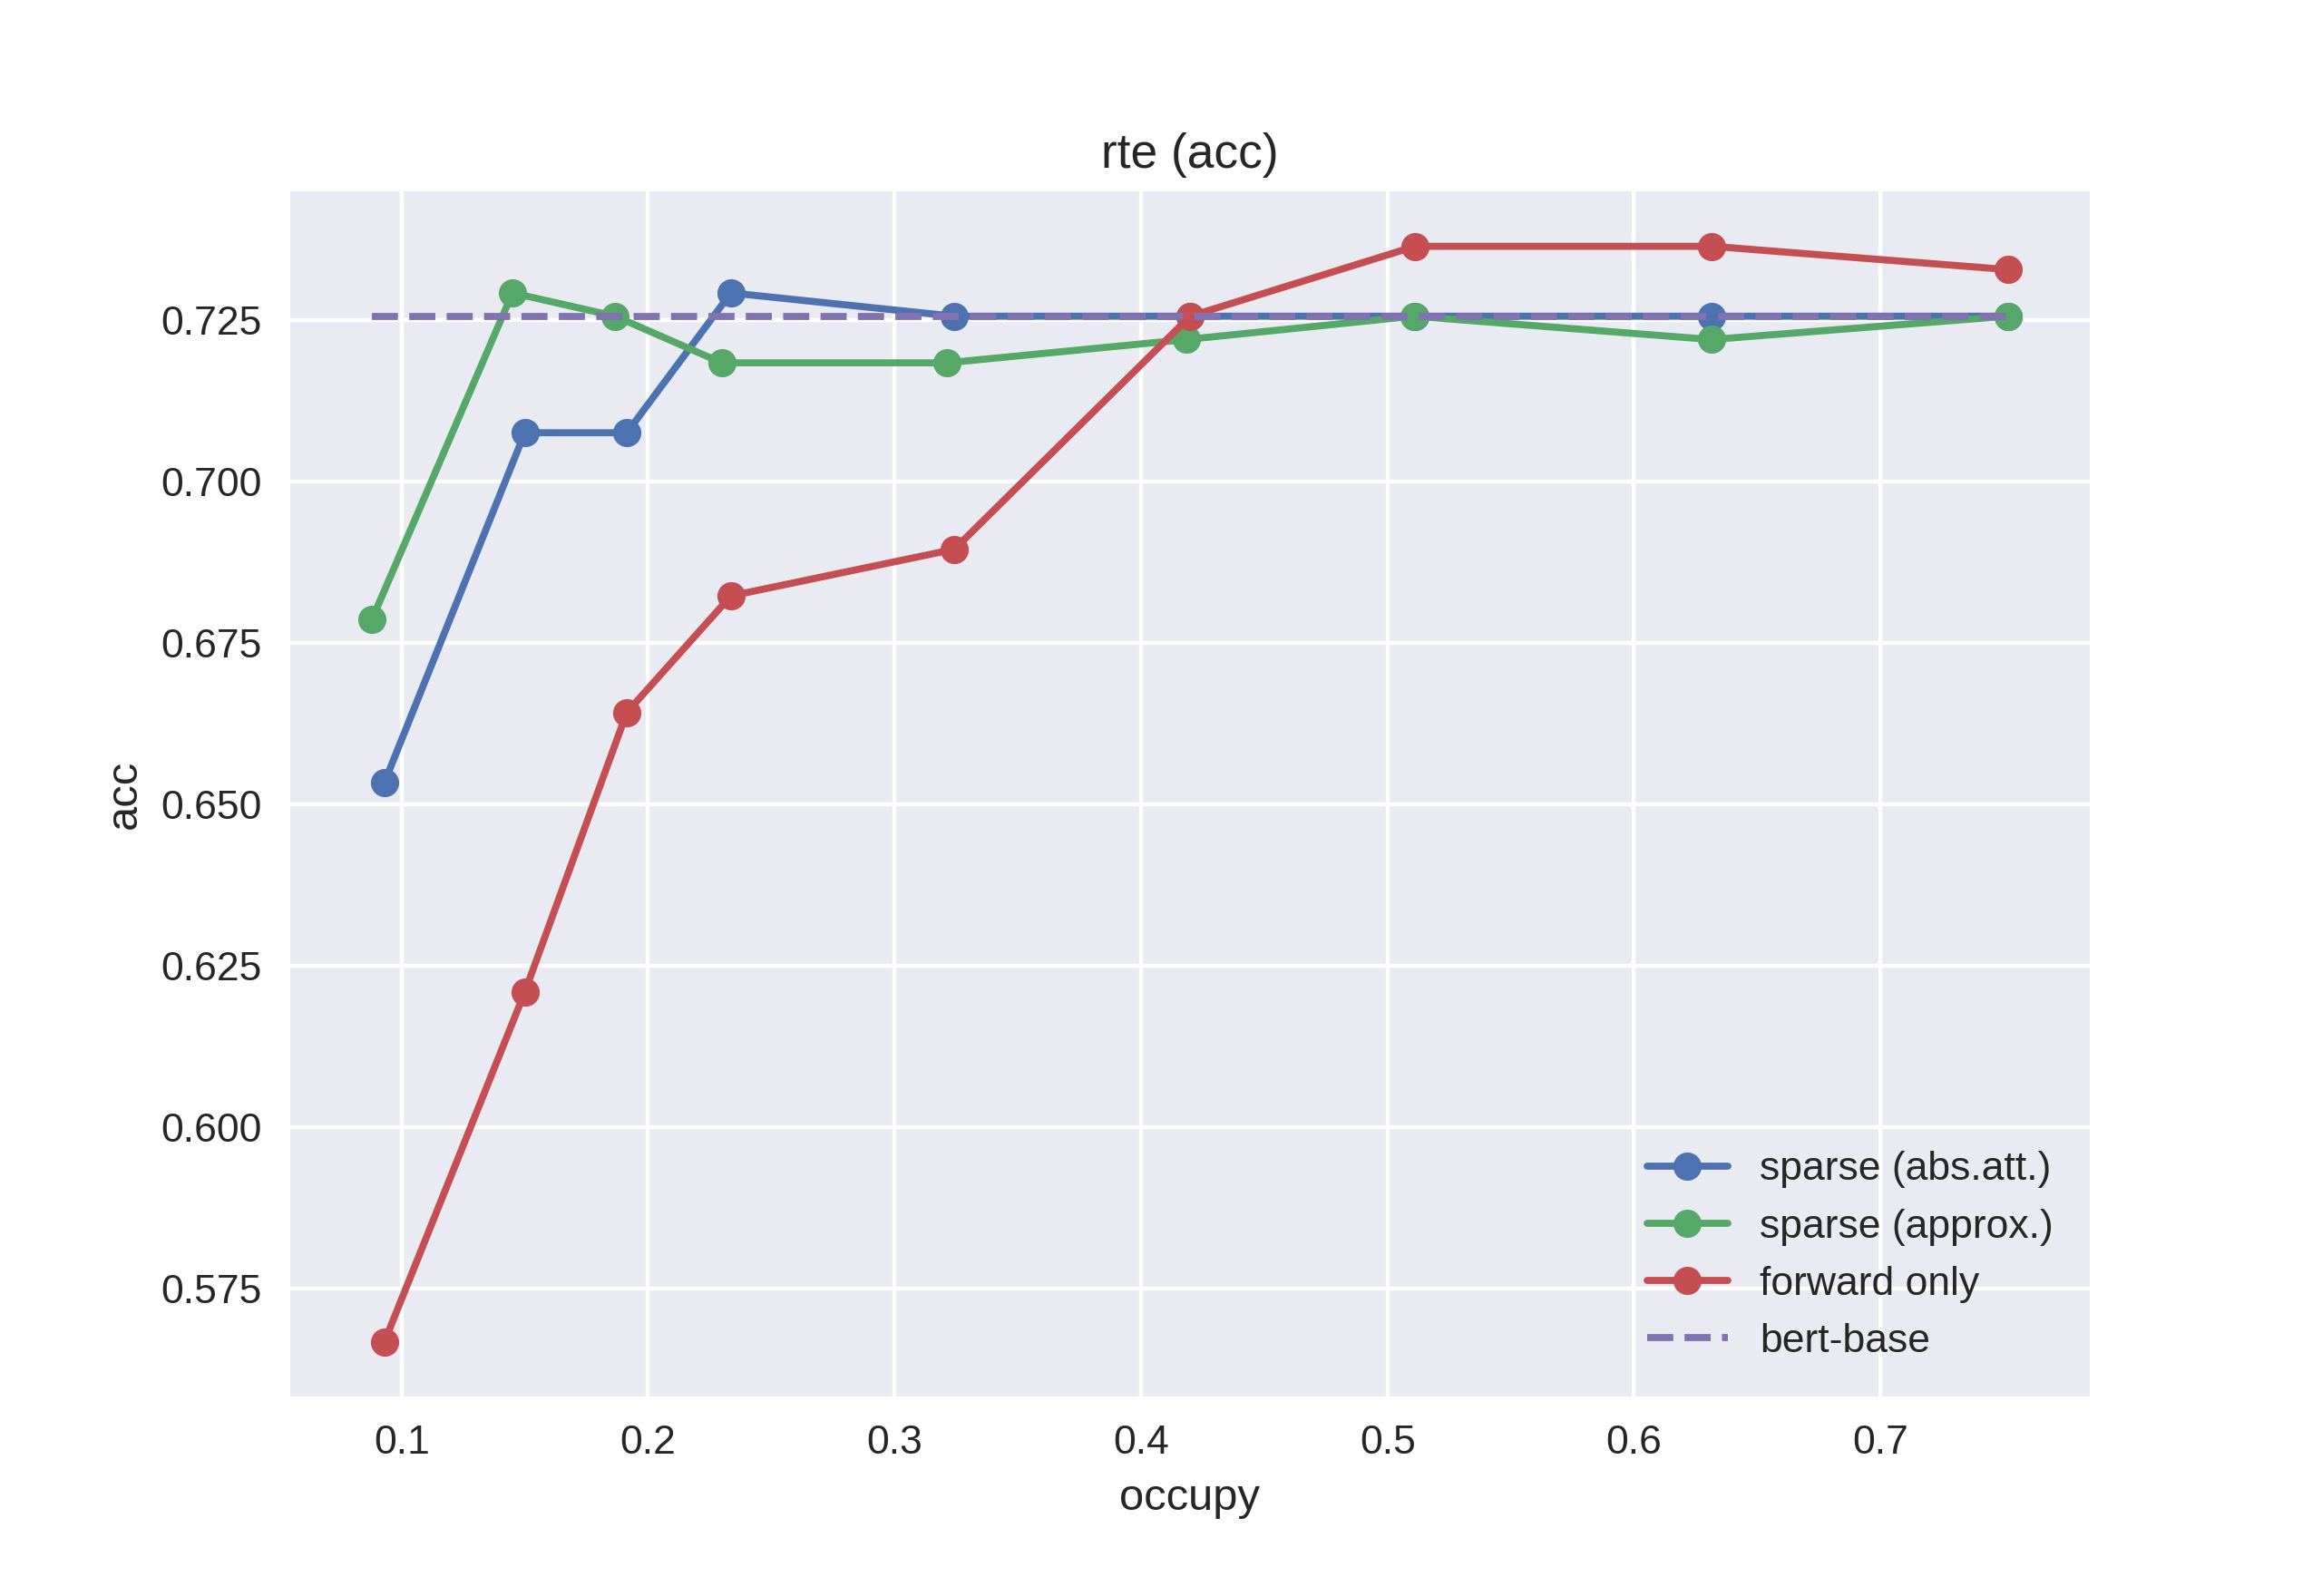 rte (acc)
0.725
0.700
0.675
0.650
0.625
0.600
0.575
acc
sparse (abs.att.)
sparse (approx.)
forward only
bert-base
0.1 0.2 0.3 0.4 0.5 0.6 0.7
occupy